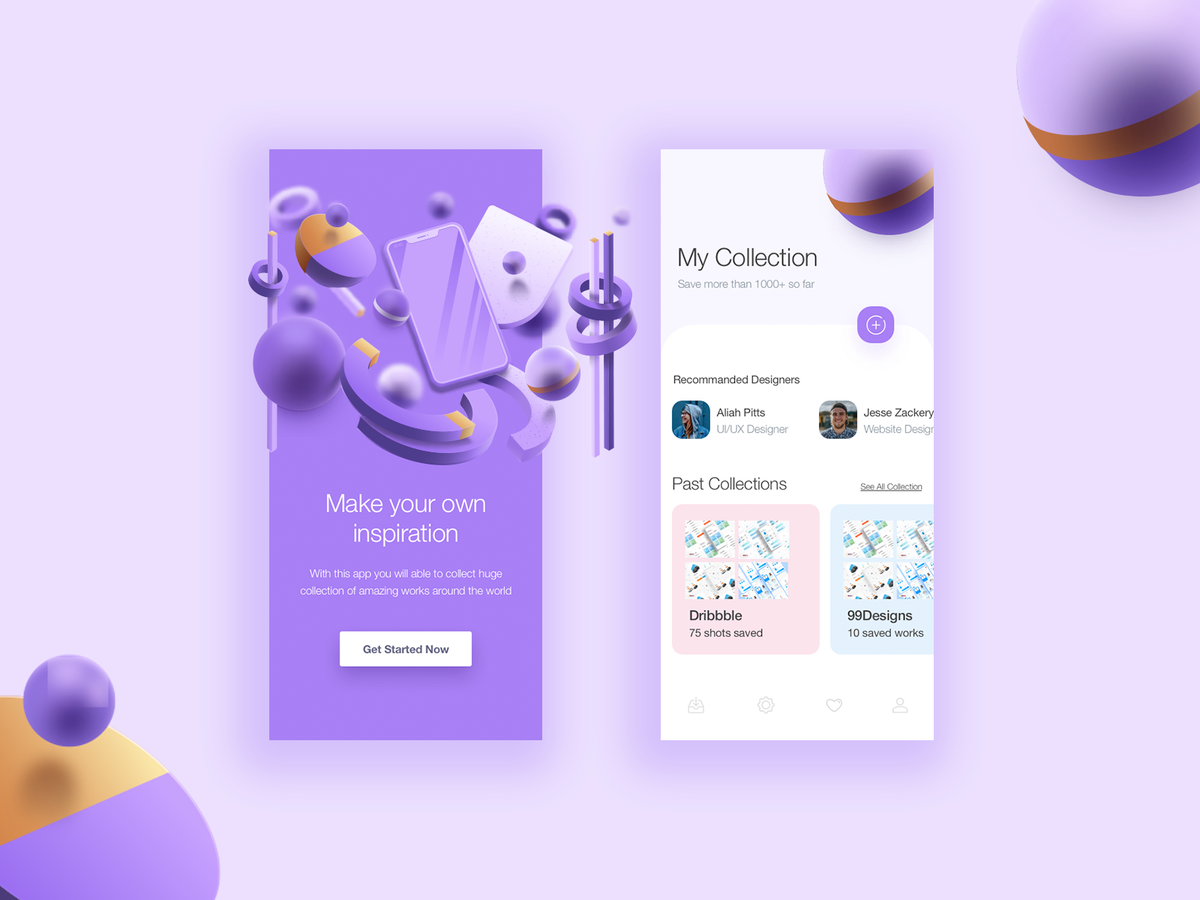 Make your own
inspiration
With this app you will able to collect huge
collection of amazing works around the world
Get Started Now
My Collection
Save more than 1000+ so far
Recommanded Designers
Aliah Pitts
UI/UX Designer
Jesse Zackery
Website Desig
Past Collections
See All Collection
Dribbble
75 shots saved
99Designs
10 saved works